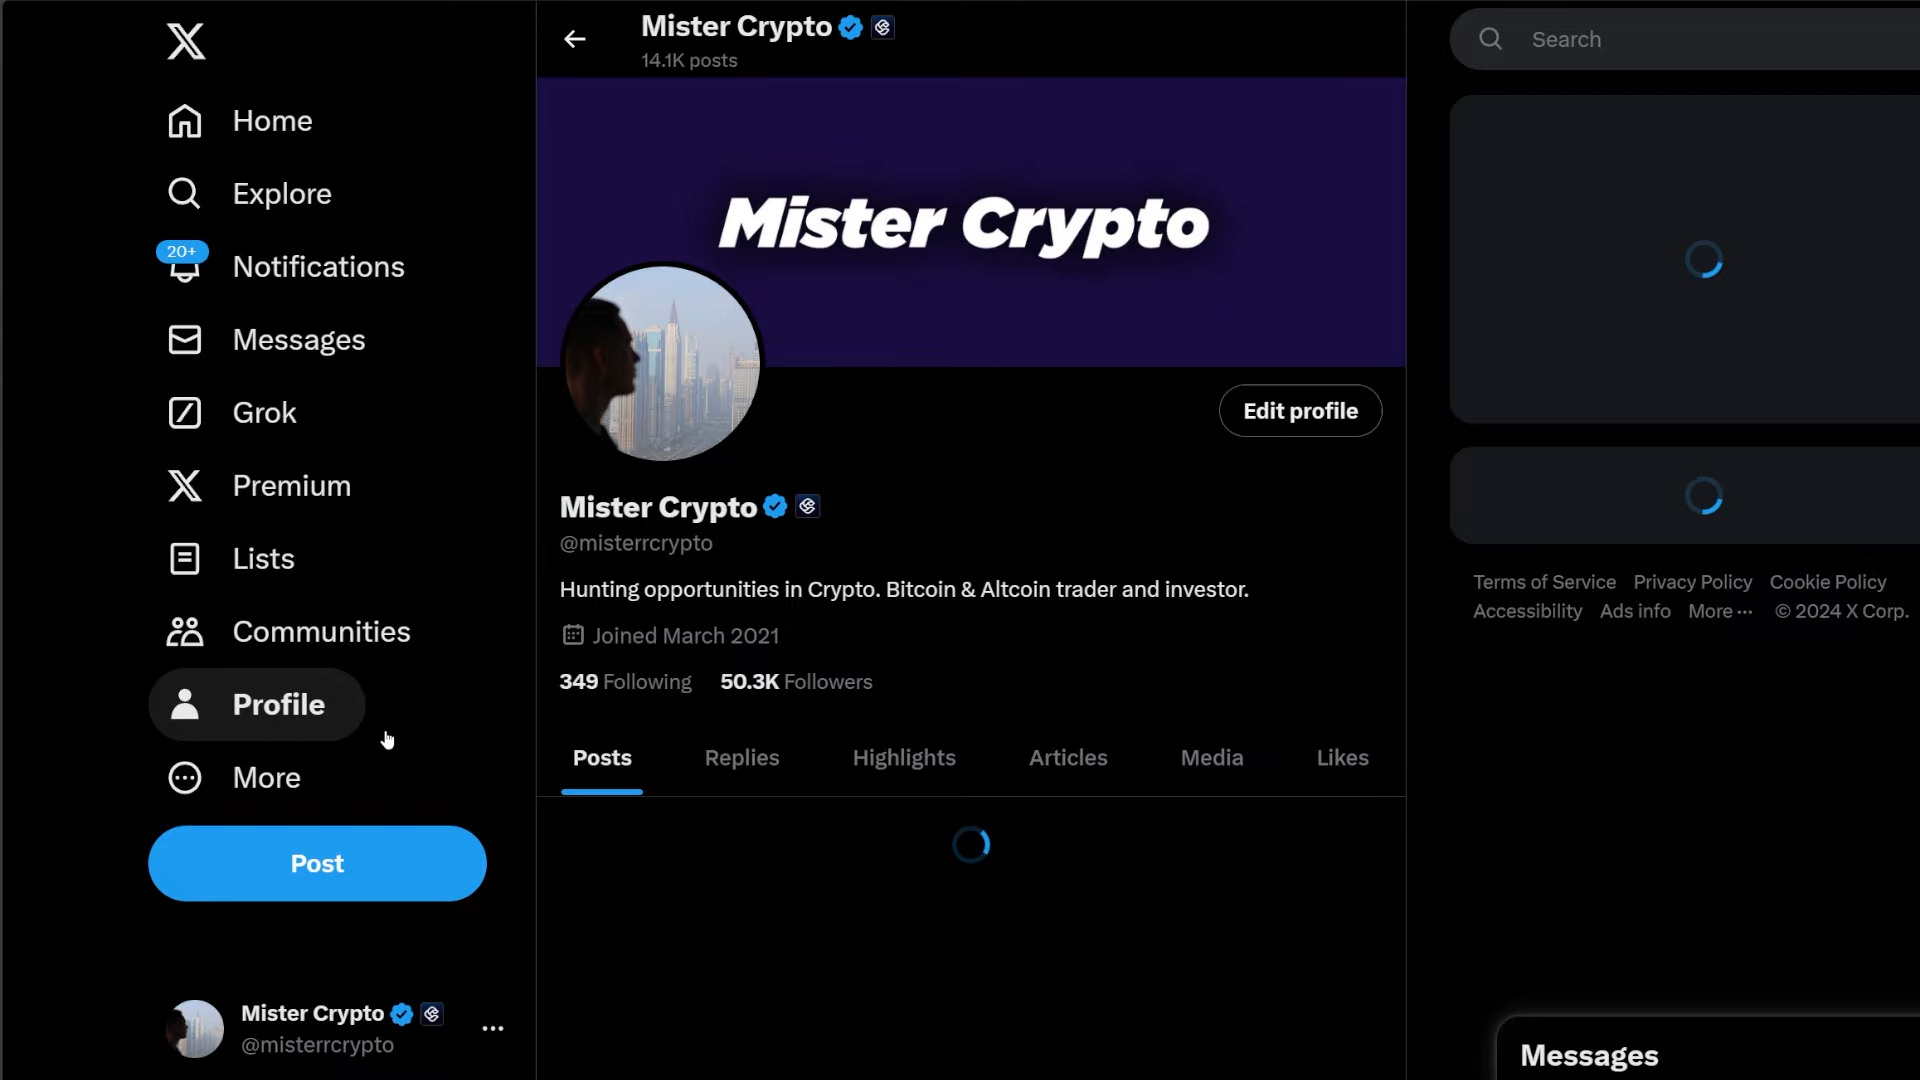 Home
Explore
20+
Notifications
Messages
Grok
Premium
Lists
Communities
Profile
More
Post
Mister Crypto
@misterrcrypto
Mister Crypto
14.1K posts
Mister Crypto
Edit profile
Mister Crypto
@misterrcrypto
Hunting opportunities in Crypto. Bitcoin & Altcoin trader and investor.
Joined March 2021
349 Following 50.3K Followers
Posts Replies Highlights Articles Media Likes
Search
Terms of Service Privacy Policy Cookie Policy
Accessibility Ads info More ··· © 2024 X Corp.
Messages